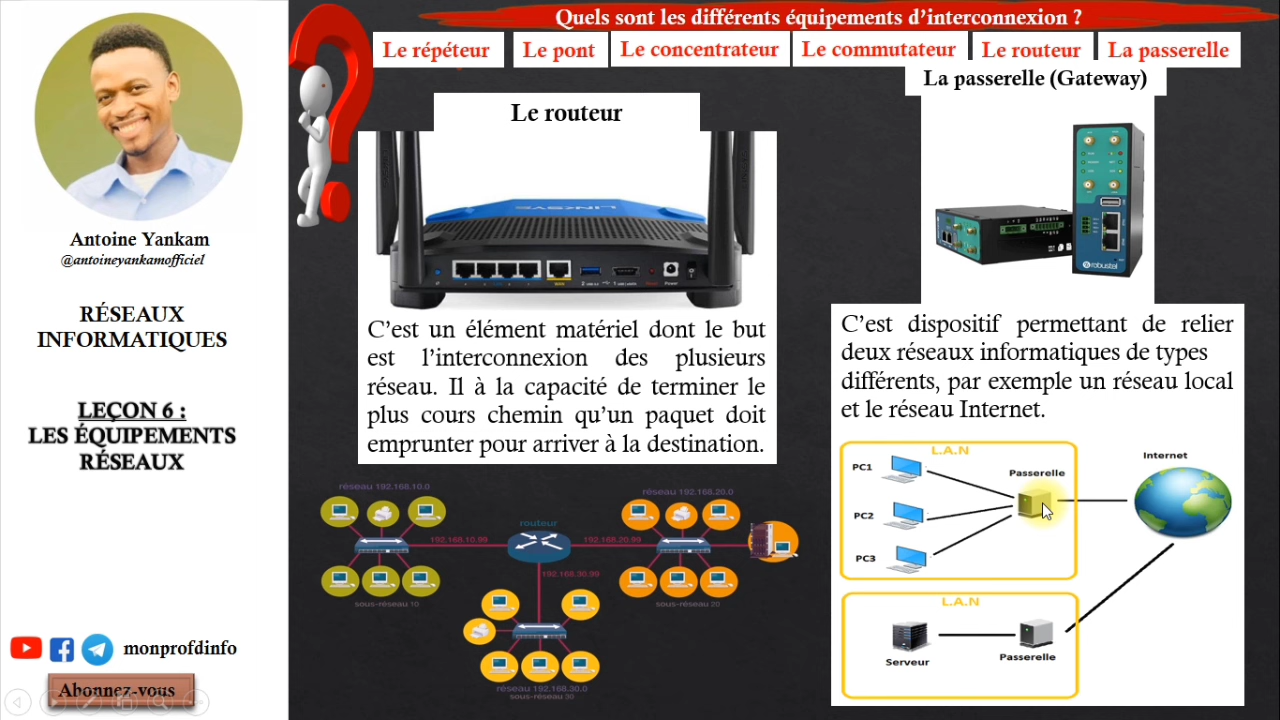 Antoine Yankam
@antoineyankamofficiel
RÉSEAUX
INFORMATIQUES
LEÇON 6 :
LES ÉQUIPEMENTS
RÉSEAUX
monprofdinfo
Abonnez-vous
Quels sont les différents équipements d'interconnexion ?
Le répéteur
Le pont
Le concentrateur
Le commutateur
Le routeur
La passerelle
Le routeur
LINKSYS
Power
C'est un élément matériel dont le but
est l'interconnexion des plusieurs
réseau. Il à la capacité de terminer le
plus cours chemin qu'un paquet doit
emprunter pour arriver à la destination.
réseau 192.168.10.0
sous-réseau 10
192.168.10.99
routeur
192.168.20.99
réseau 192.168.20.0
sous-réseau 20
192.168.30.99
réseau 192.168.30.0
sous-réseau 30
La passerelle (Gateway)
robustel
C'est dispositif permettant de relier
deux réseaux informatiques de types
différents, par exemple un réseau local
et le réseau Internet.
L.A.N
PC1
PC2
PC3
Passerelle
Internet
L.A.N
Serveur
Passerelle